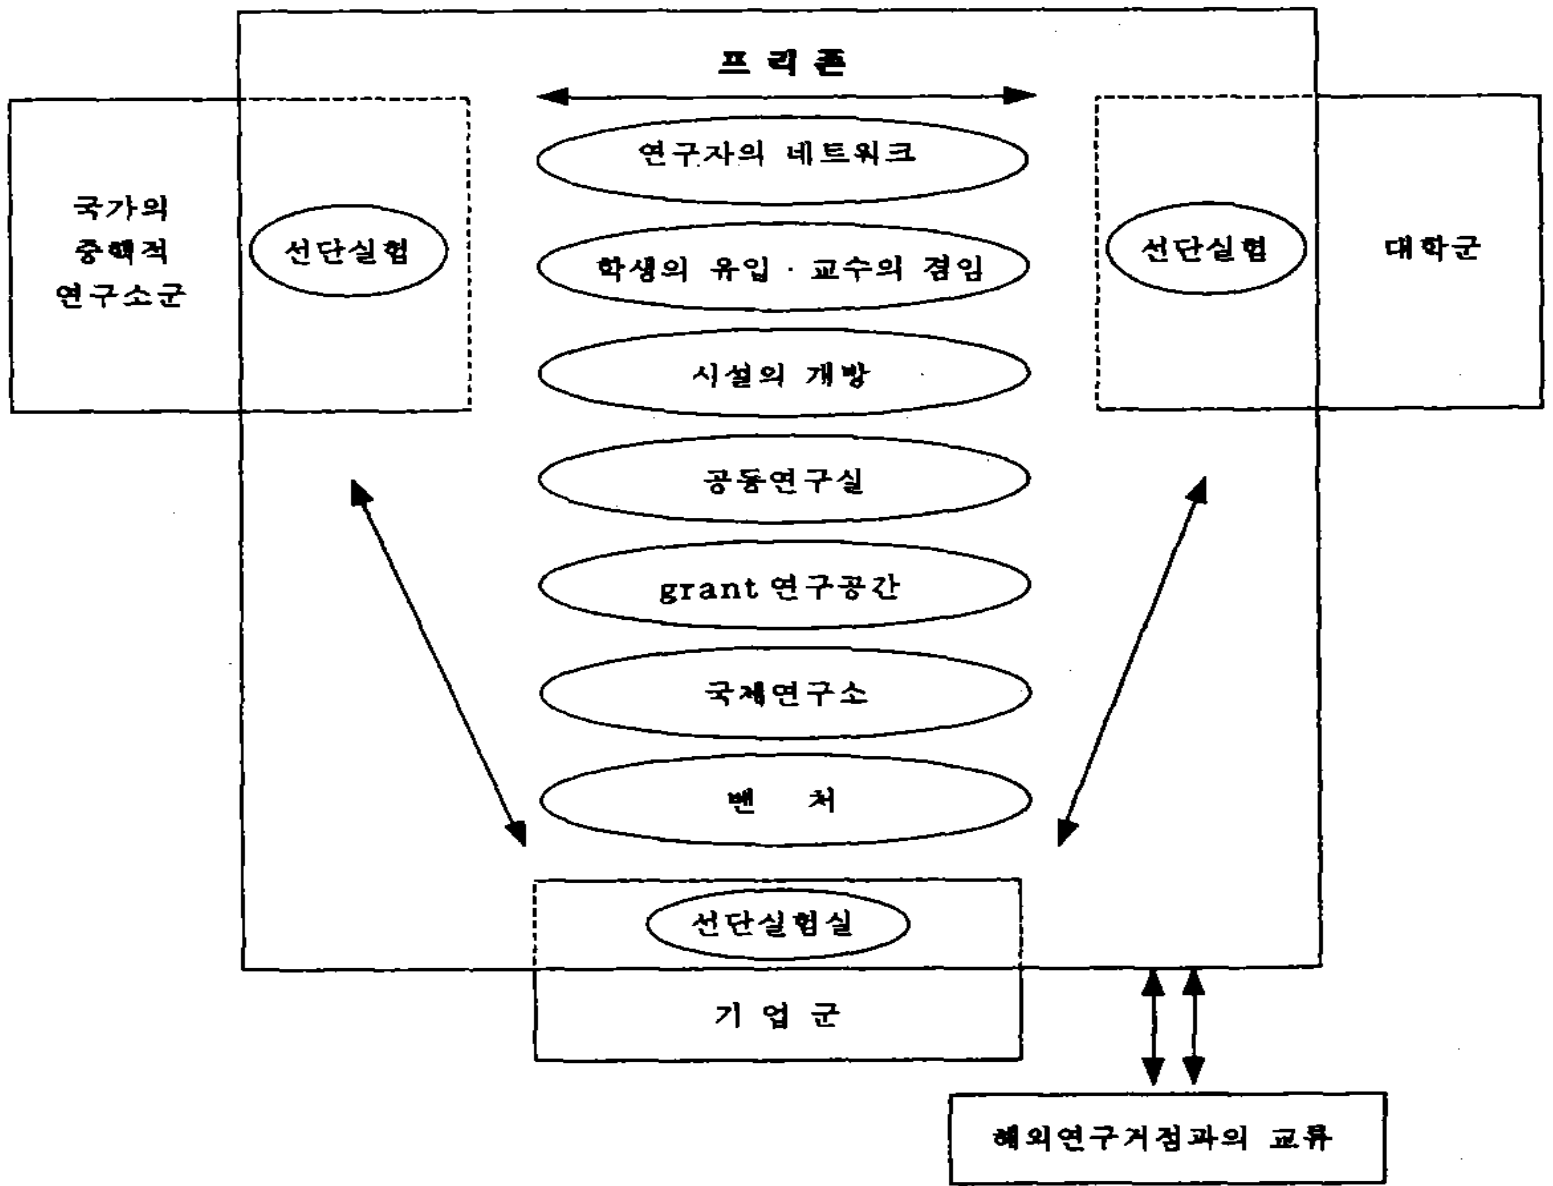 프리존
연구자의 네트워크
국가의
중핵적
연구소군
선단실험
학생의 유입 · 교수의 겸임
선단실험
대학군
시설의 개방
공동연구실
grant 연구공간
국제연구소
벤 처
선단실험실
기업군
해외연구거점과의 교류